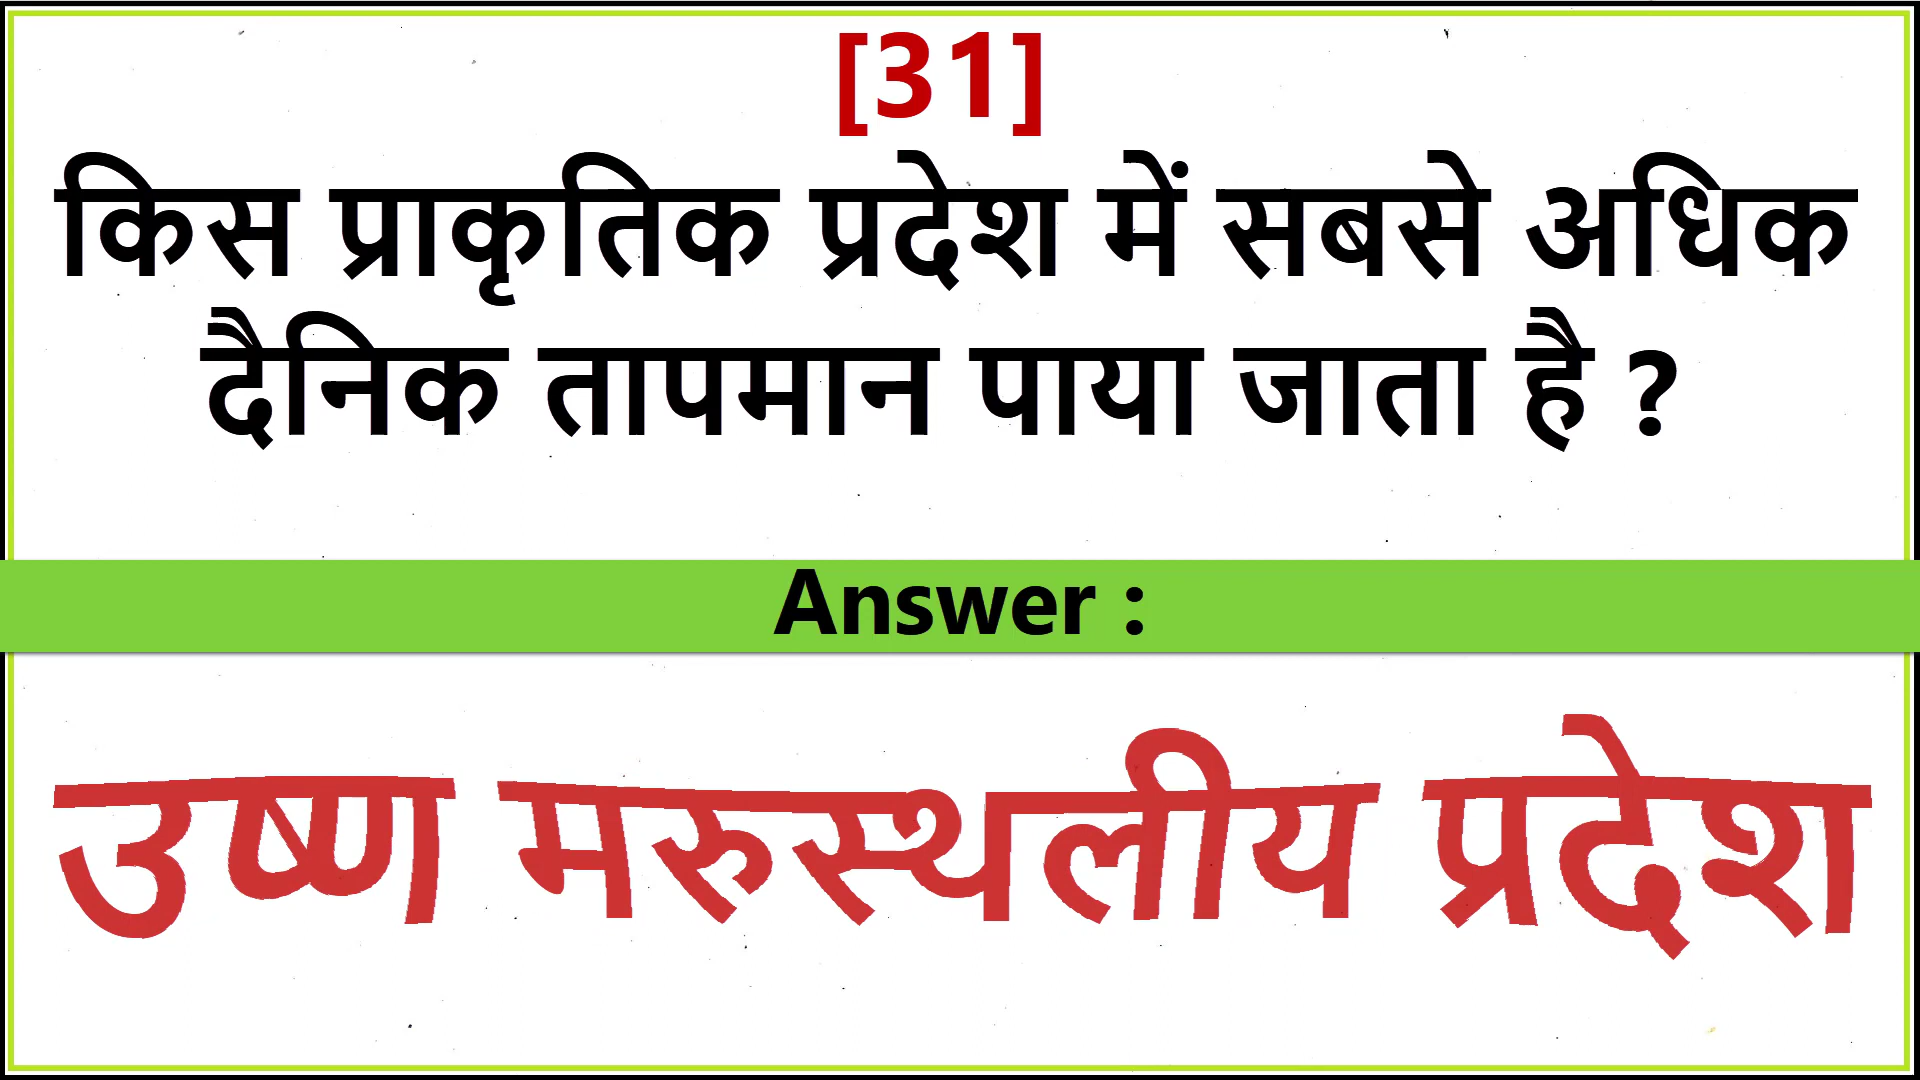 [31]
किस प्राकृतिक प्रदेश में सबसे अधिक
दैनिक तापमान पाया जाता है ?
Answer :
उष्ण मरुस्थलीय प्रदेश